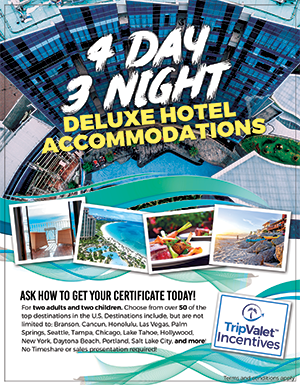 4 DAY
3 NIGHT
DELUXE HOTEL
ACCOMMODATIONS
ASK HOW TO GET YOUR CERTIFICATE TODAY!
For two adults and two children. Choose from over 50 of the
top destinations in the U.S. Destinations include, but are not
limited to: Branson, Cancun, Honolulu, Las Vegas, Palm
Springs, Seattle, Tampa, Chicago, Lake Tahoe, Hollywood,
New York, Daytona Beach, Portland, Salt Lake City, and more!
No Timeshare or sales presentation required!
TripValet
Incentives
Terms and conditions apply.